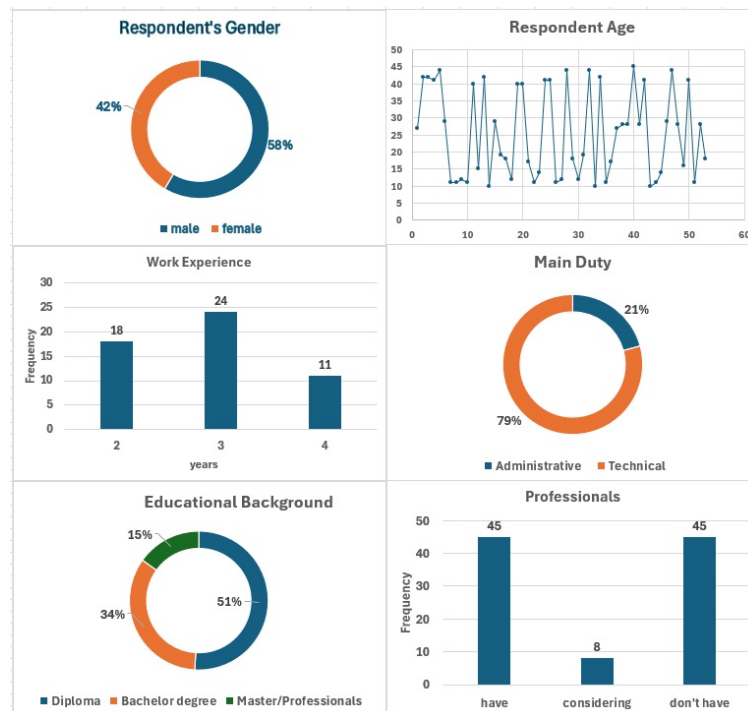 Respondent's Gender
42%
58%
male female
Respondent Age
50
45
40
35
30
25
20
15
10
5
0
0 10 20 30 40 50 60
Work Experience
Frequency
30
25
20
15
10
5
0
18
24
11
2 3 4
years
Main Duty
21%
79%
Administrative Technical
Educational Background
15%
34%
51%
Diploma Bachelor degree Master/Professionals
Professionals
Frequency
50
40
30
20
10
0
45
8
45
have considering don't have